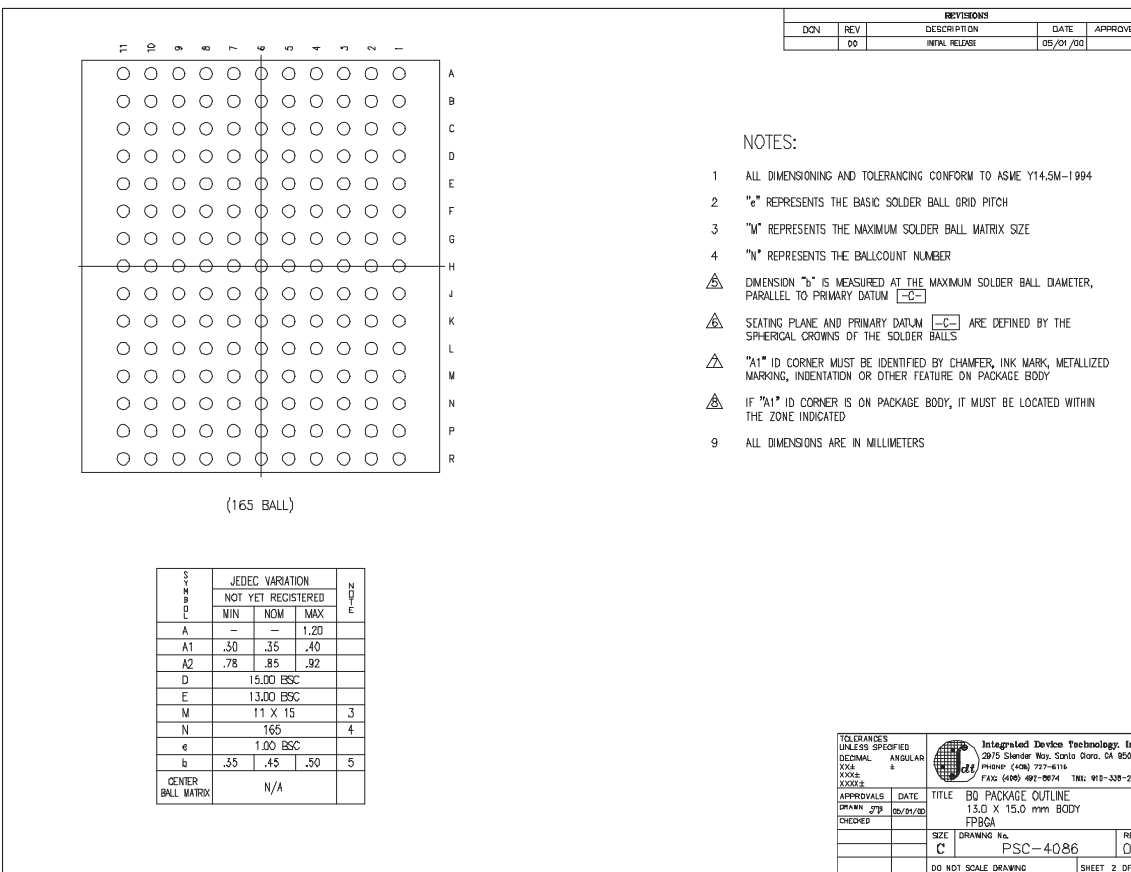 REVISIONS
DCN REV DESCRIPTION DATE APPROVE
00 INITIAL RELEASE 05/01/00
11 10 9 8 7 6 5 4 3 2 1
A
B
C
D
E
F
G
H
J
K
L
M
N
P
R
(165 BALL)
NOTES:
1 ALL DIMENSIONING AND TOLERANCING CONFORM TO ASME Y14.5M-1994
2 "e" REPRESENTS THE BASIC SOLDER BALL GRID PITCH
3 "M" REPRESENTS THE MAXIMUM SOLDER BALL MATRIX SIZE
4 "N" REPRESENTS THE BALLCOUNT NUMBER
5 DIMENSION "b" IS MEASURED AT THE MAXIMUM SOLDER BALL DIAMETER,
PARALLEL TO PRIMARY DATUM -C-
6 SEATING PLANE AND PRIMARY DATUM -C- ARE DEFINED BY THE
SPHERICAL CROWNS OF THE SOLDER BALLS
7 "A1" ID CORNER MUST BE IDENTIFIED BY CHAMFER, INK MARK, METALLIZED
MARKING, INDENTATION OR OTHER FEATURE ON PACKAGE BODY
8 IF "A1" ID CORNER IS ON PACKAGE BODY, IT MUST BE LOCATED WITHIN
THE ZONE INDICATED
9 ALL DIMENSIONS ARE IN MILLIMETERS
SYMBOL JEDEC VARIATION NOTE
NOT YET REGISTERED
MIN NOM MAX
A – – 1.20
A1 .30 .35 .40
A2 .78 .85 .92
D 15.00 BSC
E 13.00 BSC
M 11 X 15 3
N 165 4
e 1.00 BSC
b .35 .45 .50 5
CENTER BALL MATRIX N/A
TOLERANCES
UNLESS SPECIFIED
DECIMAL ANGULAR
XX± ±
XXX±
XXXX±
APPROVALS DATE
DRAWN 05/01/00
CHECKED
idt
Integrated Device Technology, In
2975 Stender Way, Santa Clara, CA 950
PHONE: (408) 727-6116
FAX: (408) 492-8674 TWX: 910-338-2
TITLE BQ PACKAGE OUTLINE
13.0 X 15.0 mm BODY
FPBGA
SIZE DRAWING No. RE
C PSC-4086 0
DO NOT SCALE DRAWING SHEET 2 OF